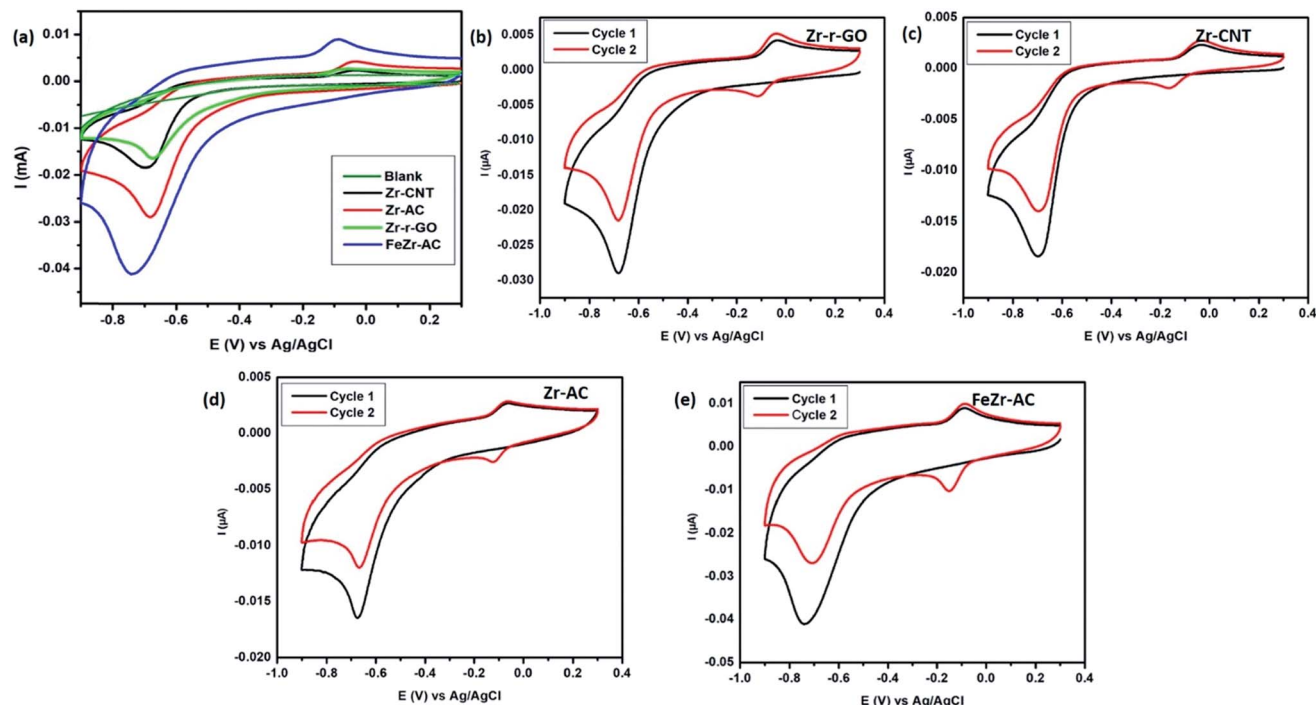 (a)
0.01
0.00
-0.01
-0.02
-0.03
-0.04
I (mA)
Blank
Zr-CNT
Zr-AC
Zr-r-GO
FeZr-AC
-0.8 -0.6 -0.4 -0.2 0.0 0.2
E (V) vs Ag/AgCl
(b)
Cycle 1
Cycle 2
Zr-r-GO
0.005
0.000
-0.005
-0.010
-0.015
-0.020
-0.025
-0.030
I (µA)
-1.0 -0.8 -0.6 -0.4 -0.2 0.0 0.2 0.4
E (V) vs Ag/AgCl
(c)
Cycle 1
Cycle 2
Zr-CNT
0.005
0.000
-0.005
-0.010
-0.015
-0.020
I (µA)
-1.0 -0.8 -0.6 -0.4 -0.2 0.0 0.2 0.4
E (V) vs Ag/AgCl
(d)
Cycle 1
Cycle 2
Zr-AC
0.005
0.000
-0.005
-0.010
-0.015
-0.020
I (µA)
-1.0 -0.8 -0.6 -0.4 -0.2 0.0 0.2 0.4
E (V) vs Ag/AgCl
(e)
Cycle 1
Cycle 2
FeZr-AC
0.01
0.00
-0.01
-0.02
-0.03
-0.04
-0.05
I (µA)
-1.0 -0.8 -0.6 -0.4 -0.2 0.0 0.2 0.4
E (V) vs Ag/AgCl